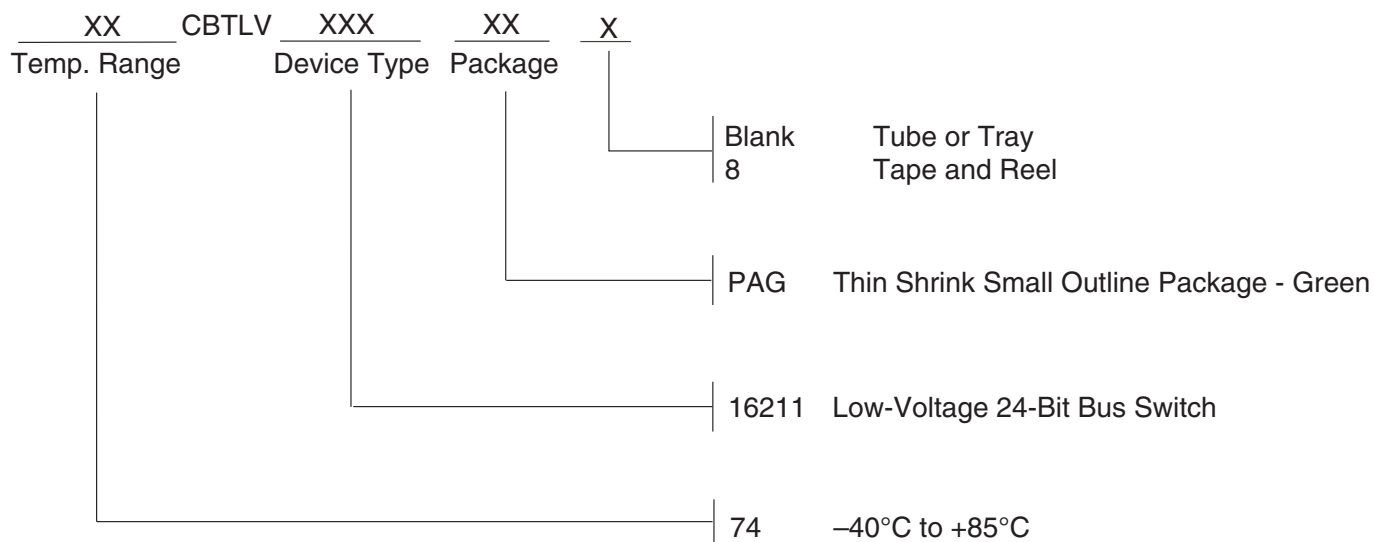 XX CBTLV XXX XX X
Temp. Range Device Type Package
Blank Tube or Tray
8 Tape and Reel
PAG Thin Shrink Small Outline Package - Green
16211 Low-Voltage 24-Bit Bus Switch
74 –40°C to +85°C